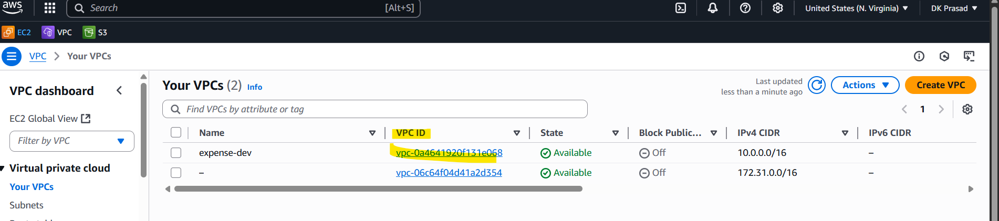 aws
Search [Alt+S] United States (N. Virginia) DK Prasad
EC2 VPC S3
VPC > Your VPCs
VPC dashboard
EC2 Global View
Filter by VPC
Virtual private cloud
Your VPCs
Subnets
Your VPCs (2) Info
Last updated
less than a minute ago
Actions
Create VPC
Find VPCs by attribute or tag
1
Name VPC ID State Block Public... IPv4 CIDR IPv6 CIDR
expense-dev vpc-0a4641920f131e068 Available Off 10.0.0.0/16 –
– vpc-06c64f04d41a2d354 Available Off 172.31.0.0/16 –